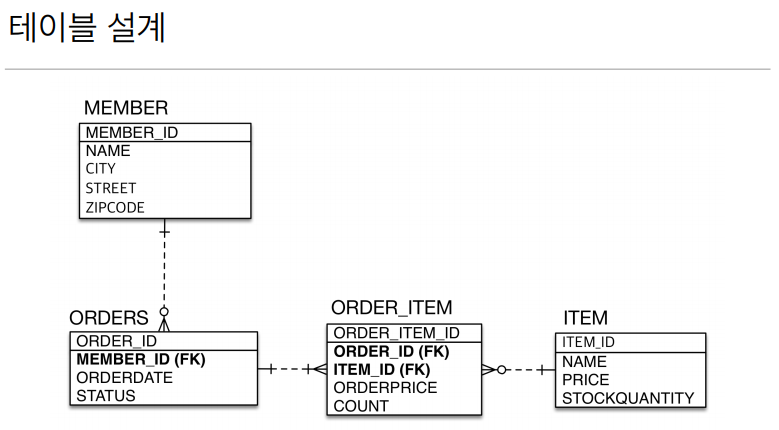 테이블 설계
MEMBER
MEMBER_ID
NAME
CITY
STREET
ZIPCODE
ORDERS
ORDER_ID
MEMBER_ID (FK)
ORDERDATE
STATUS
ORDER_ITEM
ORDER_ITEM_ID
ORDER_ID (FK)
ITEM_ID (FK)
ORDERPRICE
COUNT
ITEM
ITEM_ID
NAME
PRICE
STOCKQUANTITY